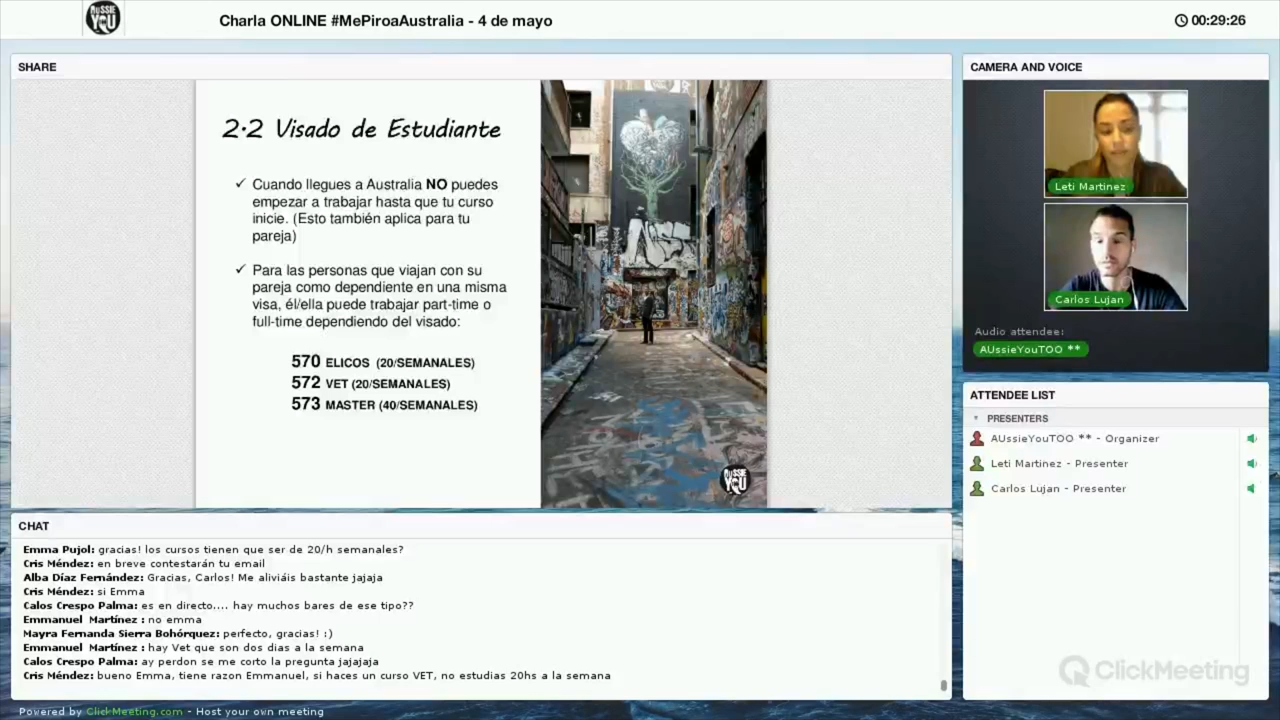 AUSSIE
YOU
Charla ONLINE #MePiroaAustralia - 4 de mayo
00:29:26
SHARE
2.2 Visado de Estudiante
✓ Cuando llegues a Australia NO puedes
empezar a trabajar hasta que tu curso
inicie. (Esto también aplica para tu
pareja)
✓ Para las personas que viajan con su
pareja como dependiente en una misma
visa, él/ella puede trabajar part-time o
full-time dependiendo del visado:
570 ELICOS (20/SEMANALES)
572 VET (20/SEMANALES)
573 MASTER (40/SEMANALES)
AUSSIE
YOU
CAMERA AND VOICE
Leti Martinez
Carlos Lujan
Audio attendee:
AUssieYouTOO **
ATTENDEE LIST
PRESENTERS
AUssieYouTOO ** - Organizer
Leti Martinez - Presenter
Carlos Lujan - Presenter
CHAT
Emma Pujol: gracias! los cursos tienen que ser de 20/h semanales?
Cris Méndez: en breve contestarán tu email
Alba Díaz Fernández: Gracias, Carlos! Me aliviáis bastante jajaja
Cris Méndez: si Emma
Calos Crespo Palma: es en directo.... hay muchos bares de ese tipo??
Emmanuel Martínez : no emma
Mayra Fernanda Sierra Bohórquez: perfecto, gracias! :)
Emmanuel Martínez : hay Vet que son dos dias a la semana
Calos Crespo Palma: ay perdon se me corto la pregunta jajajaja
Cris Méndez: bueno Emma, tiene razon Emmanuel, si haces un curso VET, no estudias 20hs a la semana
ClickMeeting
Powered by ClickMeeting.com - Host your own meeting